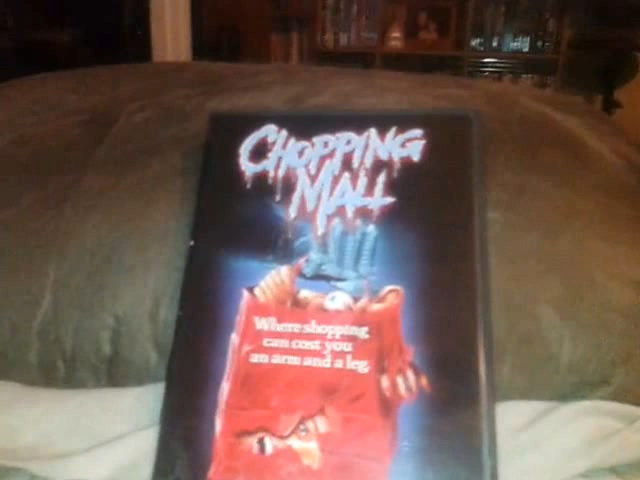 CHOPPING
MALL
Where shopping
can cost you
an arm and a leg.